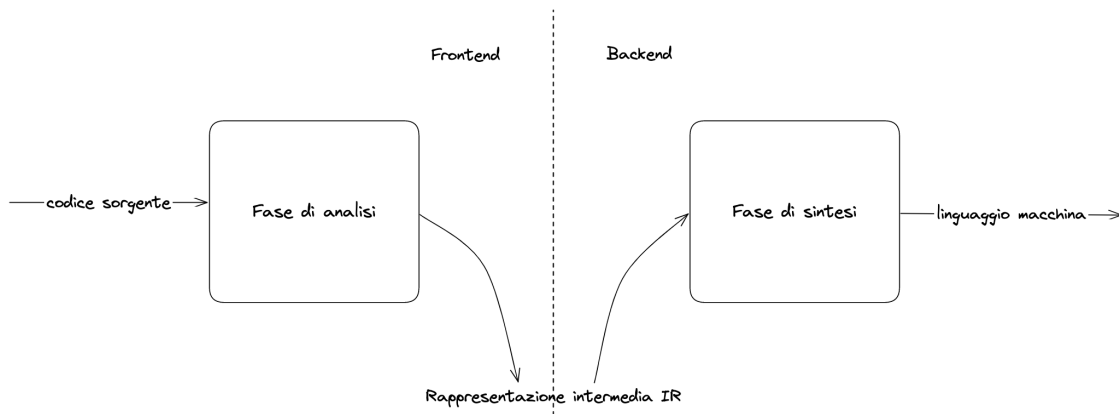 Frontend
Backend
codice sorgente
Fase di analisi
Fase di sintesi
linguaggio macchina
Rappresentazione intermedia IR